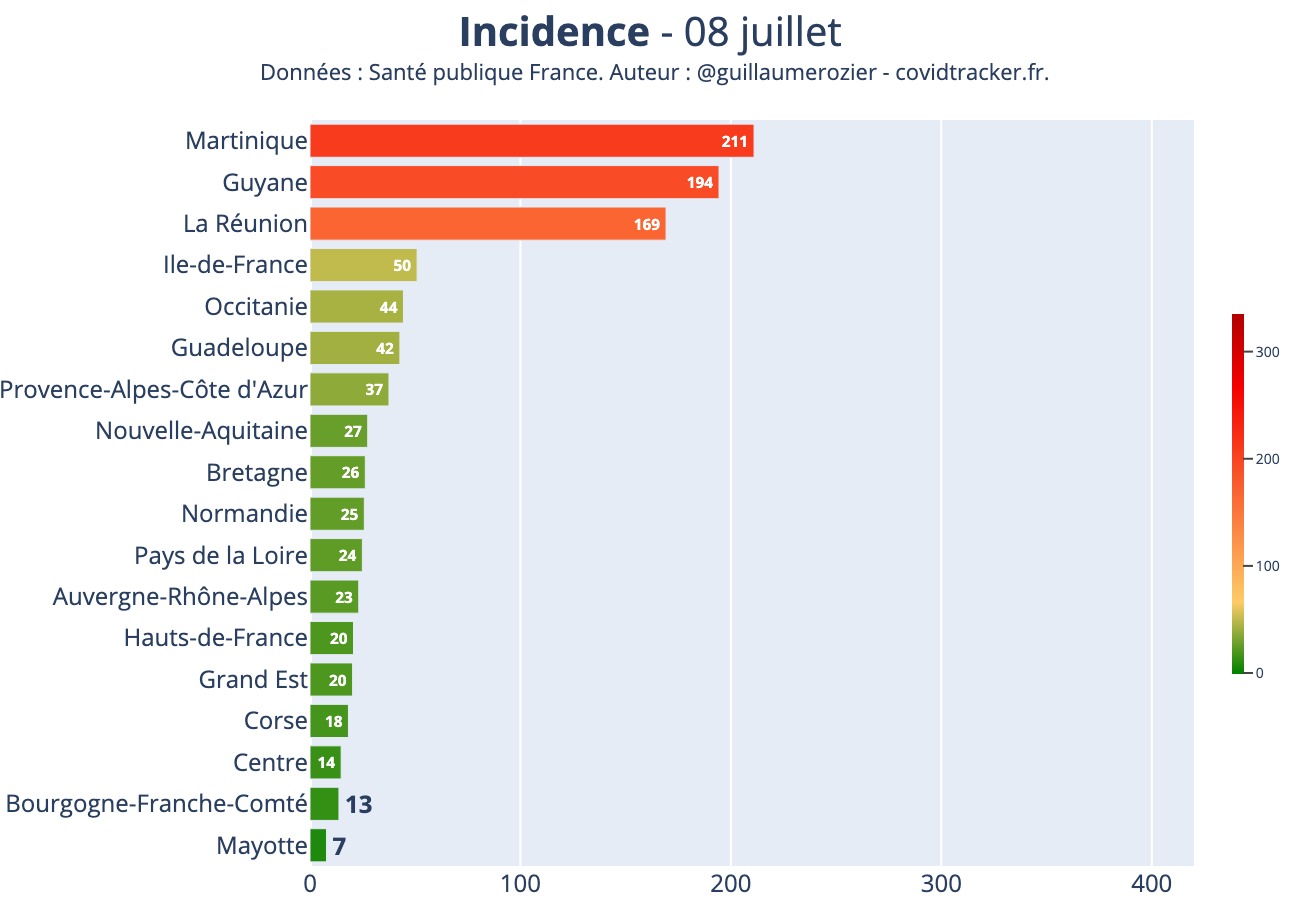 Incidence - 08 juillet
Données : Santé publique France. Auteur : @guillaumerozier - covidtracker.fr.
Martinique 211
Guyane 194
La Réunion 169
Ile-de-France 50
Occitanie 44
Guadeloupe 42
Provence-Alpes-Côte d'Azur 37
Nouvelle-Aquitaine 27
Bretagne 26
Normandie 25
Pays de la Loire 24
Auvergne-Rhône-Alpes 23
Hauts-de-France 20
Grand Est 20
Corse 18
Centre 14
Bourgogne-Franche-Comté 13
Mayotte 7
0 100 200 300 400
300
200
100
0